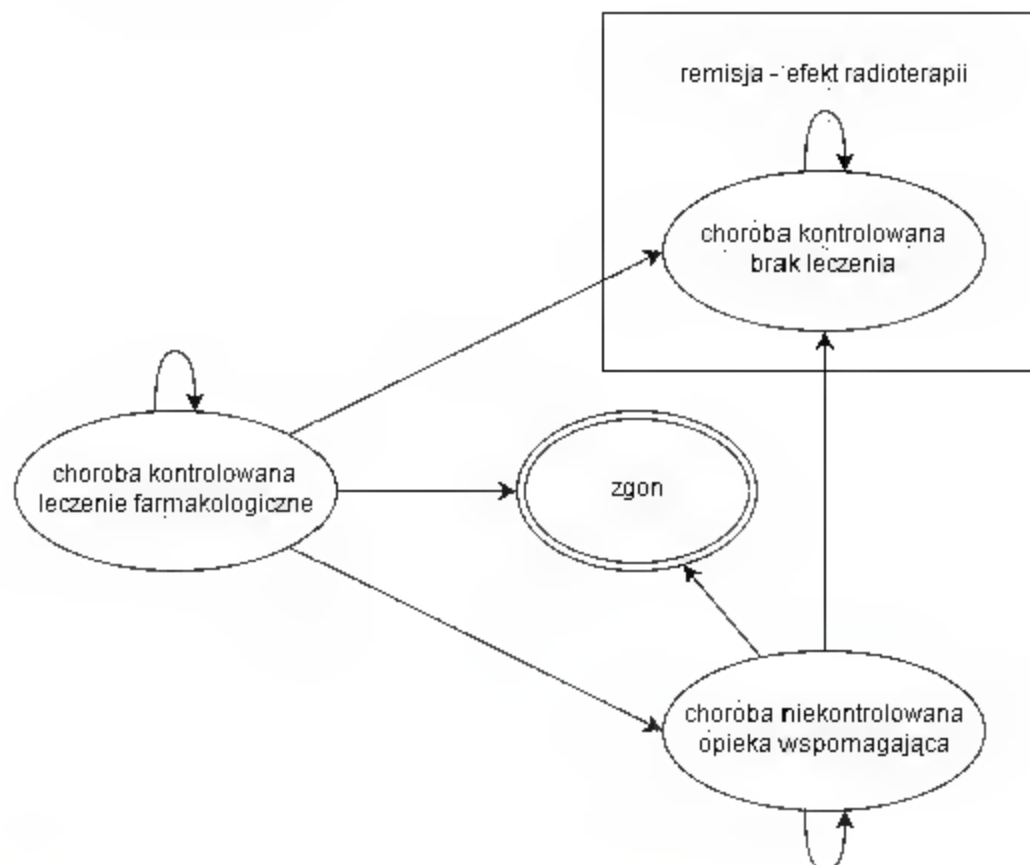 remisja - efekt radioterapii
choroba kontrolowana
brak leczenia
choroba kontrolowana
leczenie farmakologiczne
zgon
choroba niekontrolowana
opieka wspomagająca